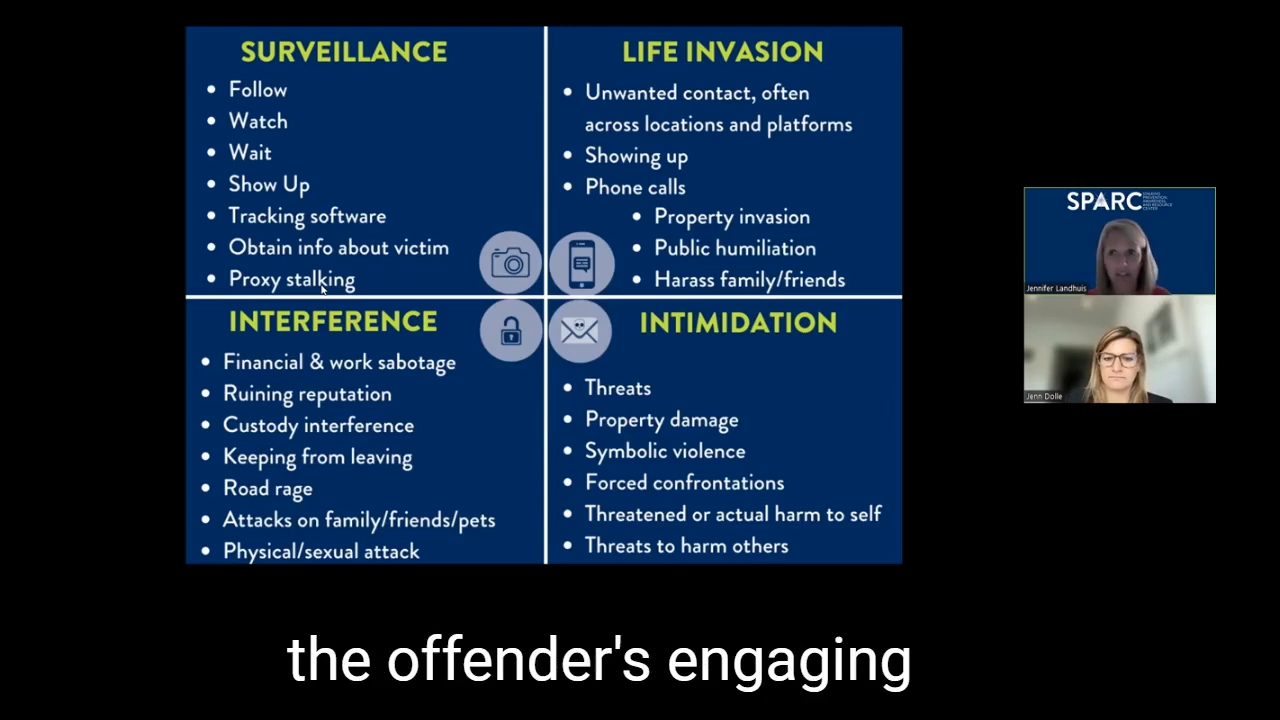 SURVEILLANCE
Follow
Watch
Wait
Show Up
Tracking software
Obtain info about victim
Proxy stalking
LIFE INVASION
Unwanted contact, often
across locations and platforms
Showing up
Phone calls
Property invasion
Public humiliation
Harass family/friends
INTERFERENCE
Financial & work sabotage
Ruining reputation
Custody interference
Keeping from leaving
Road rage
Attacks on family/friends/pets
Physical/sexual attack
INTIMIDATION
Threats
Property damage
Symbolic violence
Forced confrontations
Threatened or actual harm to self
Threats to harm others
SPARC
Jennifer Landhuis
Jenn Dolle
the offender's engaging